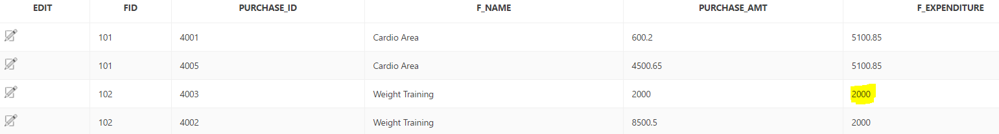 EDIT FID PURCHASE_ID F_NAME PURCHASE_AMT F_EXPENDITURE
101 4001 Cardio Area 600.2 5100.85
101 4005 Cardio Area 4500.65 5100.85
102 4003 Weight Training 2000 2000
102 4002 Weight Training 8500.5 2000